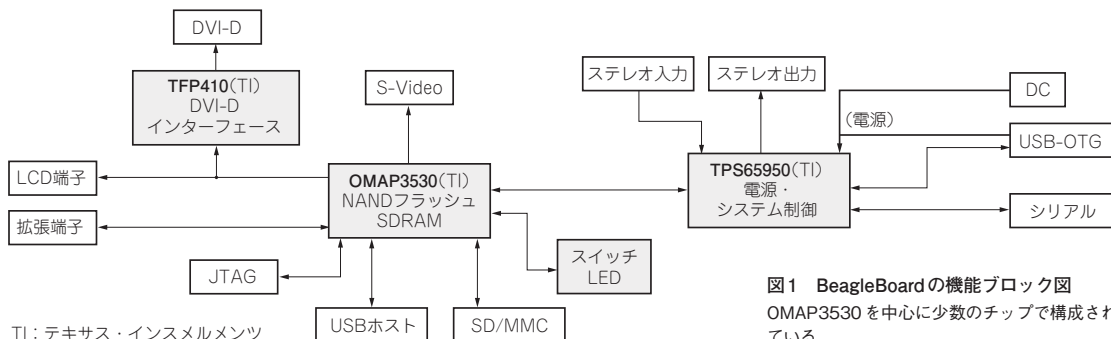 DVI-D
TFP410(TI)
DVI-D
インターフェース
S-Video
ステレオ入力
ステレオ出力
DC
(電源)
USB-OTG
LCD端子
OMAP3530(TI)
NANDフラッシュ
SDRAM
TPS65950(TI)
電源・
システム制御
拡張端子
シリアル
JTAG
スイッチ
LED
USBホスト
SD/MMC
TI:テキサス・インスメルメンツ
図1 BeagleBoardの機能ブロック図
OMAP3530を中心に少数のチップで構成され
ている